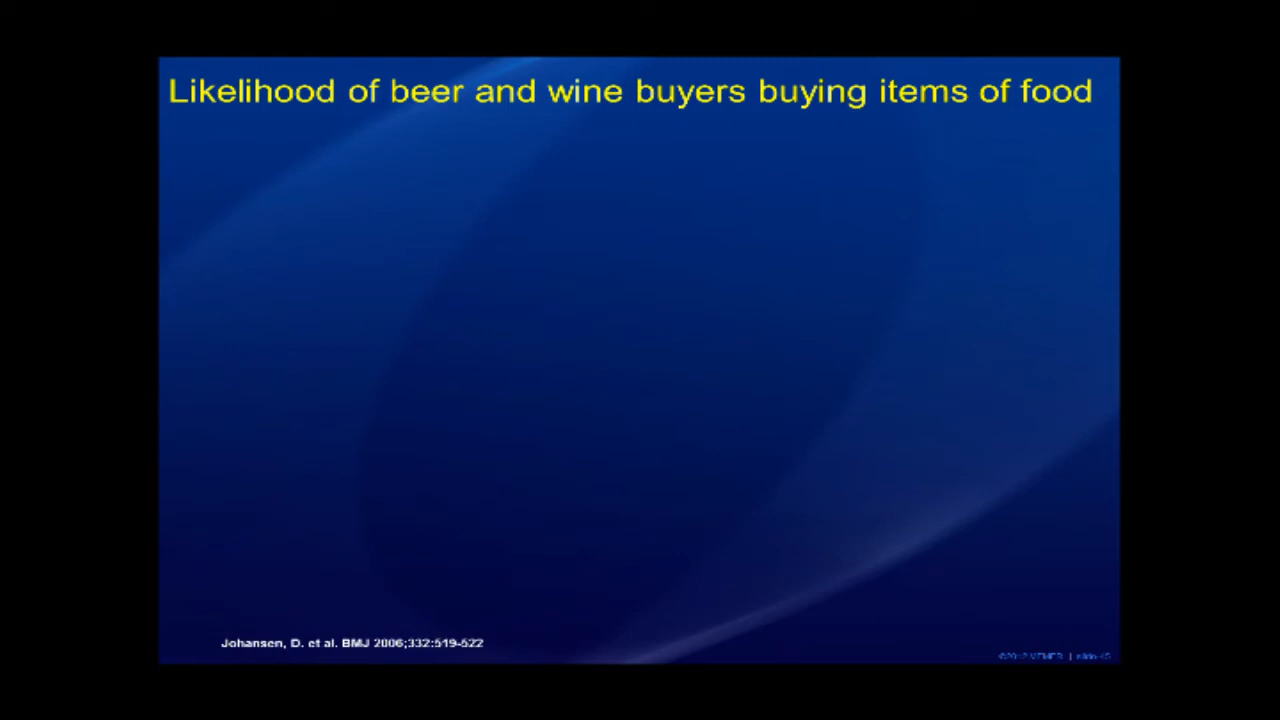 Likelihood of beer and wine buyers buying items of food
Johansen, D. et al. BMJ 2006;332:519-522